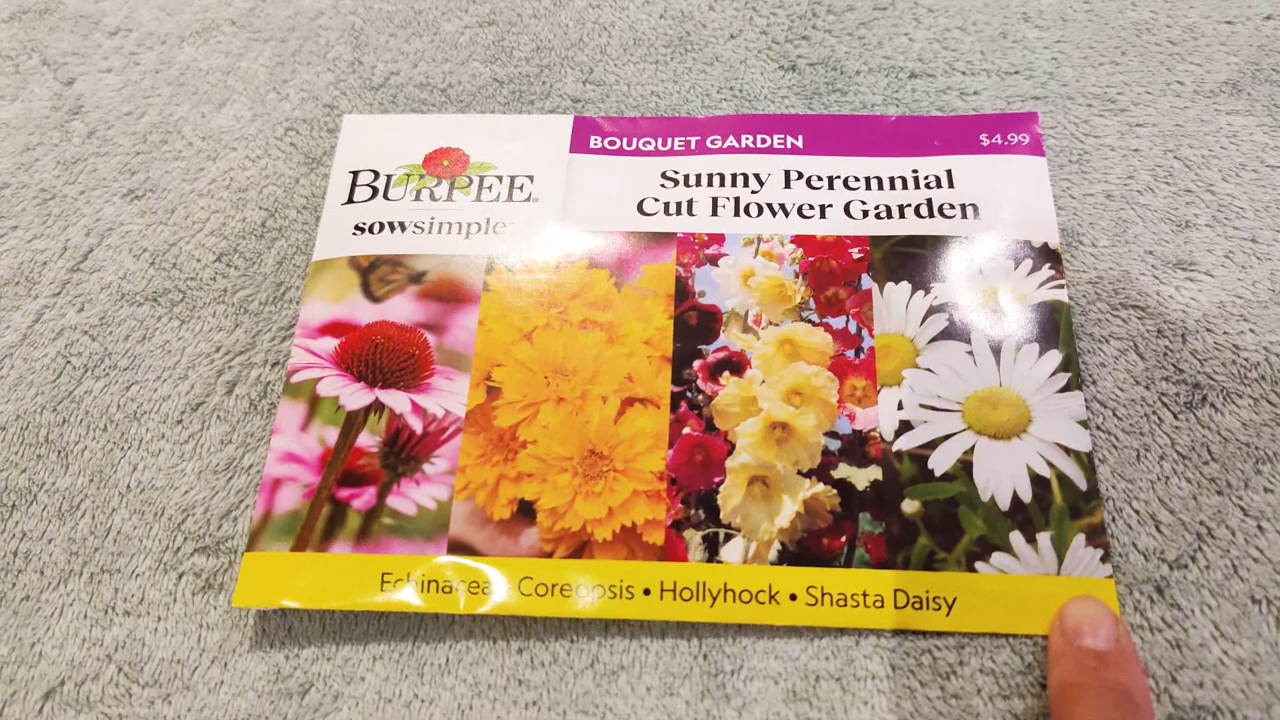 BURPEE®
sowsimple
BOUQUET GARDEN
$4.99
Sunny Perennial
Cut Flower Garden
Echinacea • Coreopsis • Hollyhock • Shasta Daisy